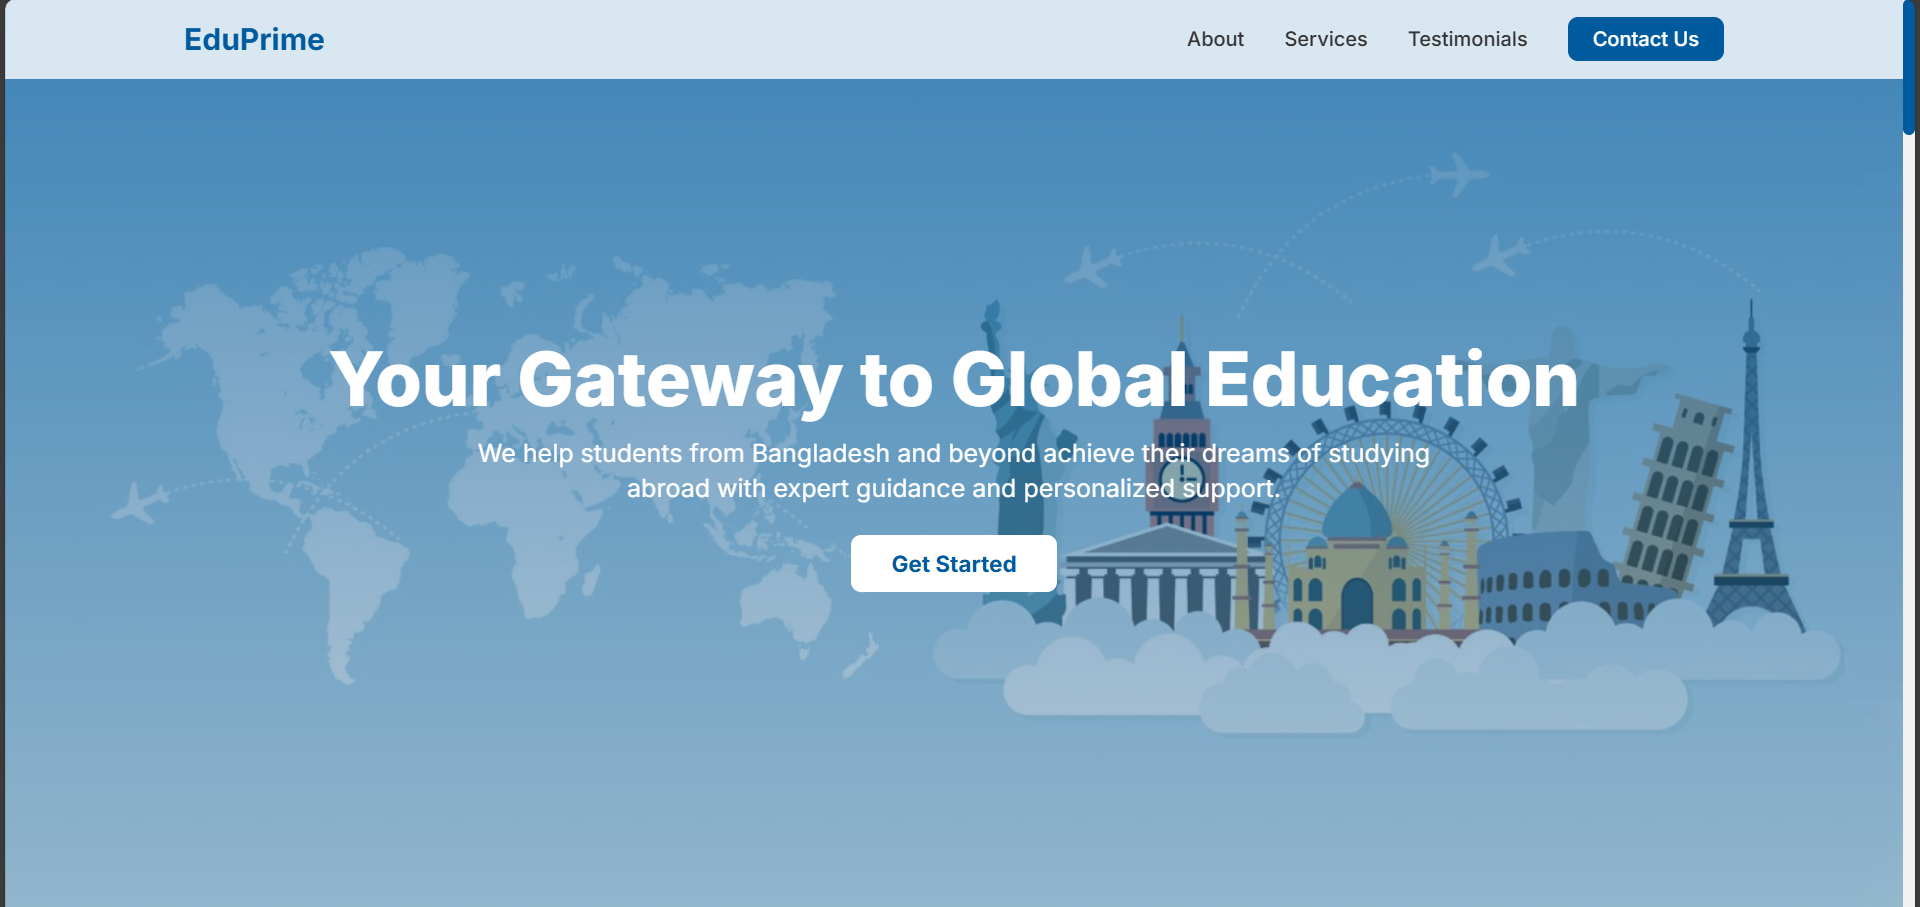 EduPrime
About
Services
Testimonials
Contact Us
Your Gateway to Global Education
We help students from Bangladesh and beyond achieve their dreams of studying
abroad with expert guidance and personalized support.
Get Started